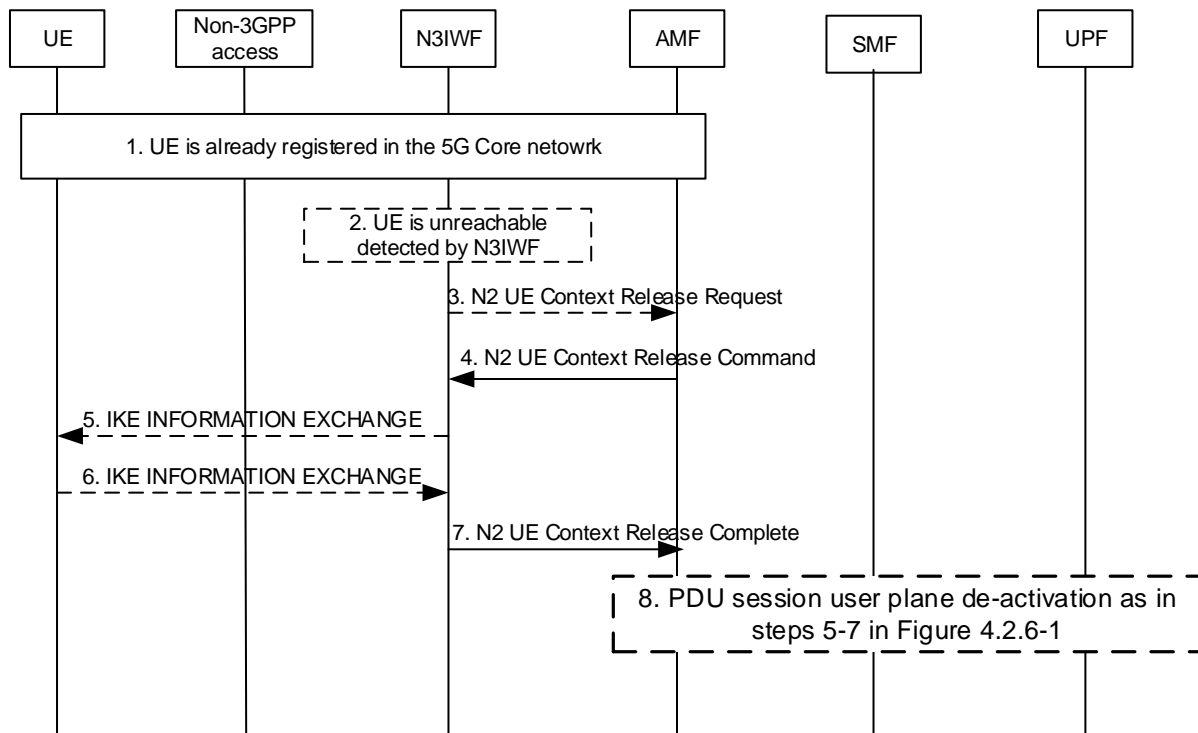 UE
Non-3GPP
access
N3IWF
AMF
SMF
UPF
1. UE is already registered in the 5G Core netowrk
2. UE is unreachable
detected by N3IWF
3. N2 UE Context Release Request
4. N2 UE Context Release Command
5. IKE INFORMATION EXCHANGE
6. IKE INFORMATION EXCHANGE
7. N2 UE Context Release Complete
8. PDU session user plane de-activation as in
steps 5-7 in Figure 4.2.6-1